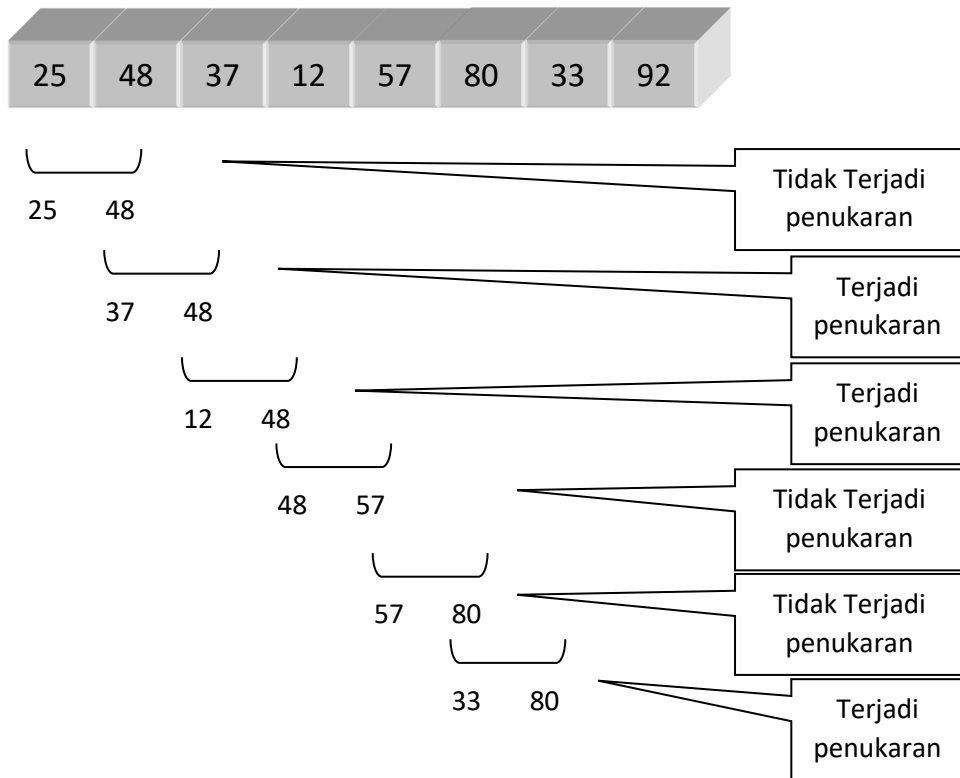 25 48 37 12 57 80 33 92
Tidak Terjadi
penukaran
25 48
Terjadi
penukaran
37 48
Terjadi
penukaran
12 48
Tidak Terjadi
penukaran
48 57
Tidak Terjadi
penukaran
57 80
Terjadi
penukaran
33 80